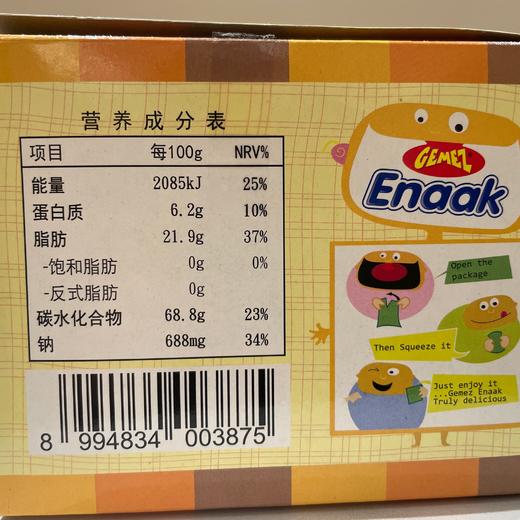 营养成分表
项目 每100g NRV%
能量 2085kJ 25%
蛋白质 6.2g 10%
脂肪 21.9g 37%
-饱和脂肪 0g 0%
-反式脂肪 0g
碳水化合物 68.8g 23%
钠 688mg 34%
8 994834 003875
GEMEZ
Enaak
Open the
package
Then Squeeze it
Just enjoy it
...Gemez Enaak
Truly delicious